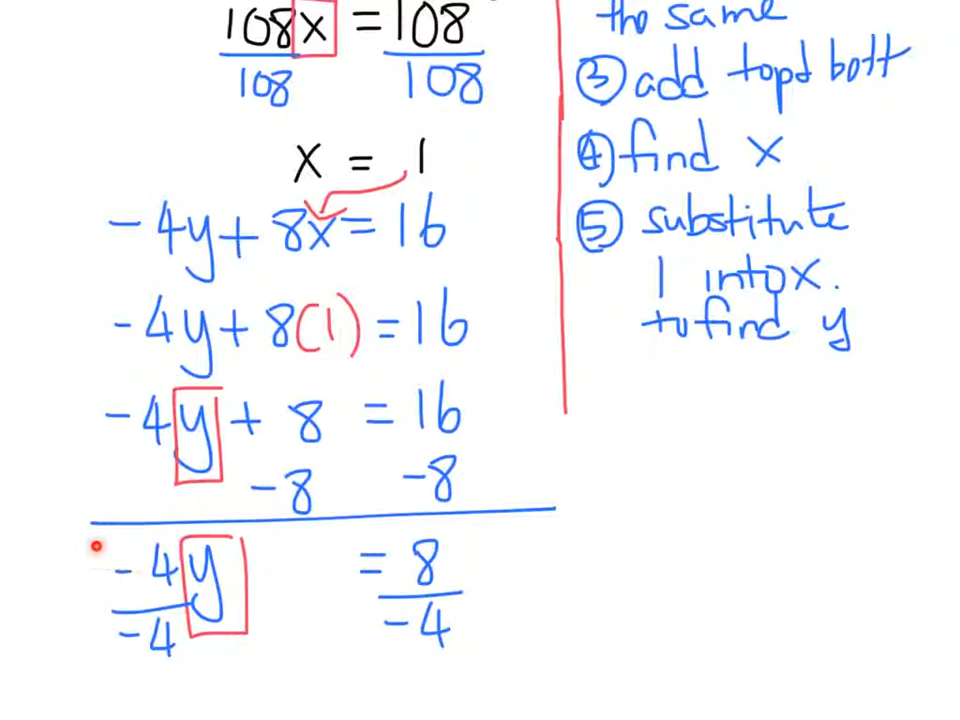 108x = 108
108 108
x = 1
-4y + 8x = 16
-4y + 8(1) = 16
-4y + 8 = 16
-8 -8
-4y = 8
-4 -4
the same
③ add top d bott
④ find x
⑤ substitute
1 into x.
to find y